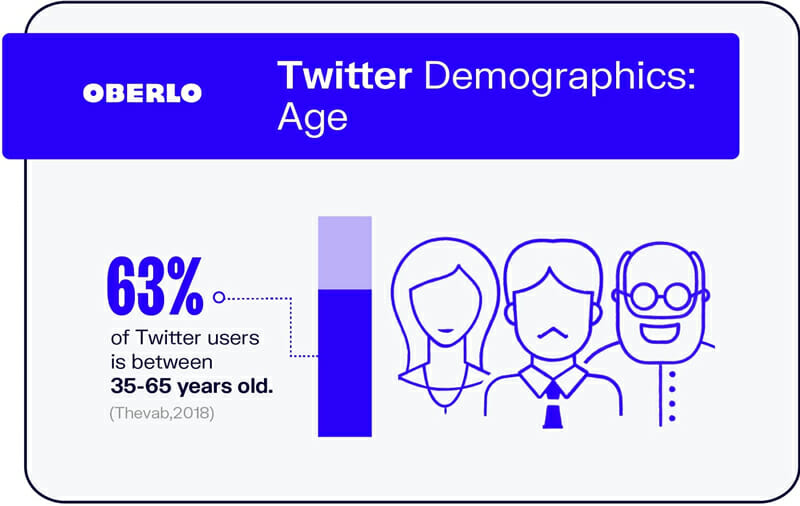 OBERLO
Twitter Demographics:
Age
63%
of Twitter users
is between
35-65 years old.
(Thevab,2018)